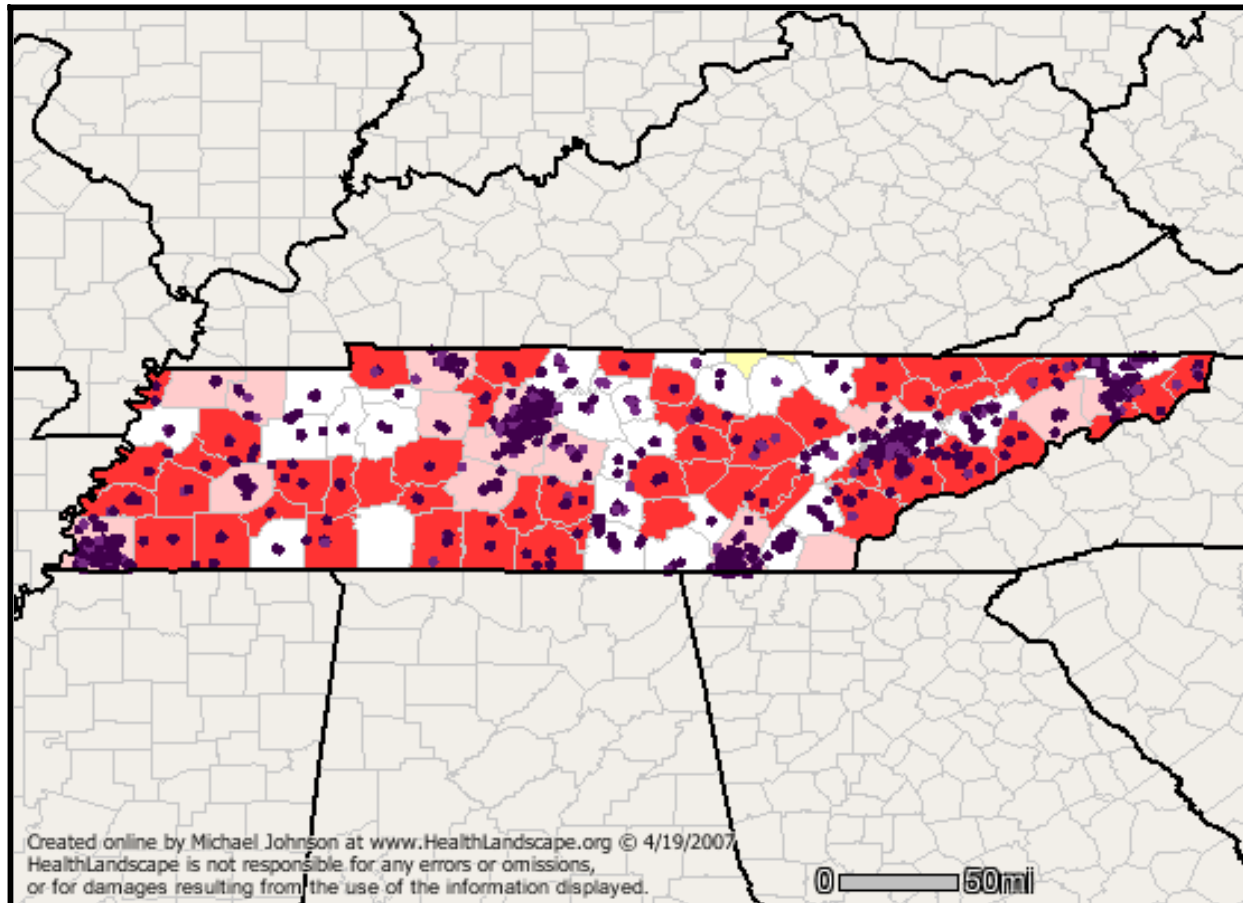 Created online by Michael Johnson at www.HealthLandscape.org © 4/19/2007
HealthLandscape is not responsible for any errors or omissions,
or for damages resulting from the use of the information displayed.
0 50mi